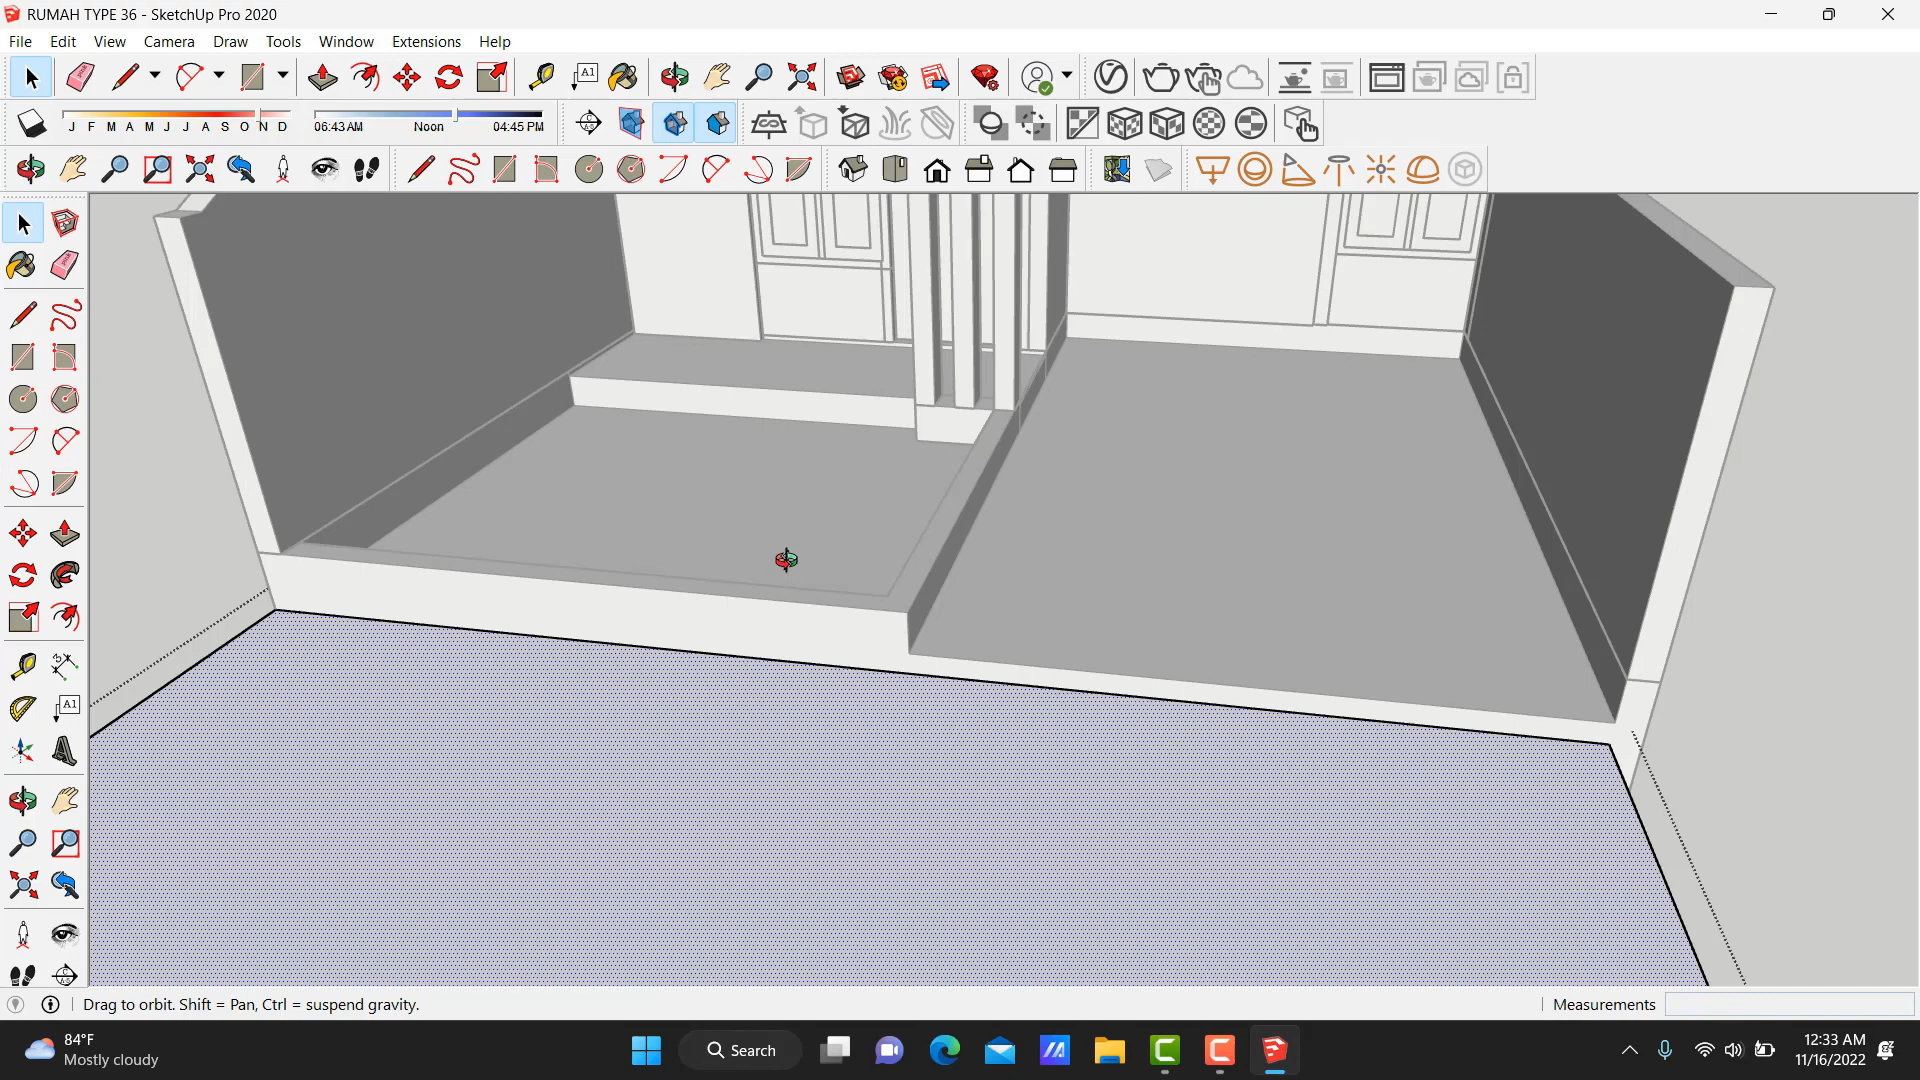 RUMAH TYPE 36 - SketchUp Pro 2020
File Edit View Camera Draw Tools Window Extensions Help
A1
J F M A M J J A S O N D 06:43 AM Noon 04:45 PM
A1
Drag to orbit. Shift = Pan, Ctrl = suspend gravity. Measurements
84°F
Mostly cloudy
Search
12:33 AM
11/16/2022